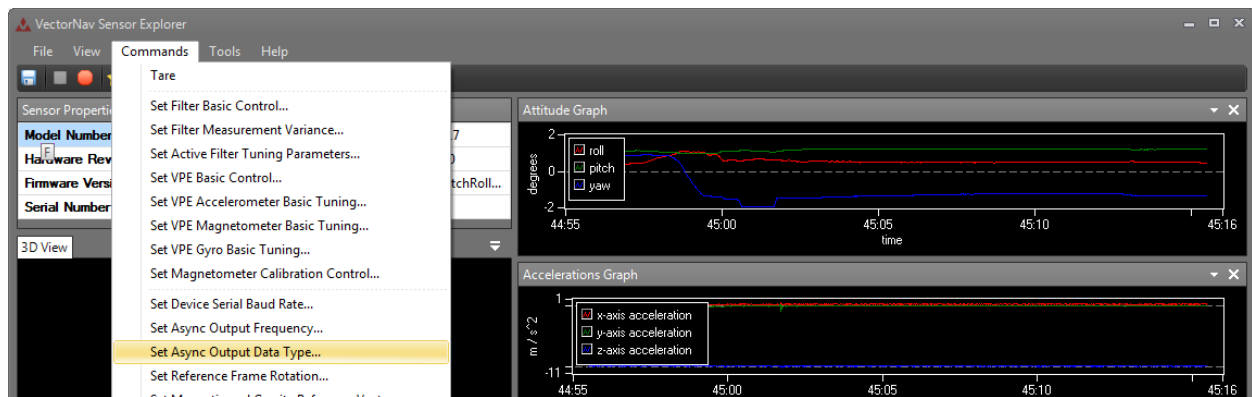 VectorNav Sensor Explorer
File View Commands Tools Help
Tare
Set Filter Basic Control...
Set Filter Measurement Variance...
Set Active Filter Tuning Parameters...
Set VPE Basic Control...
Set VPE Accelerometer Basic Tuning...
Set VPE Magnetometer Basic Tuning...
Set VPE Gyro Basic Tuning...
Set Magnetometer Calibration Control...
Set Device Serial Baud Rate...
Set Async Output Frequency...
Set Async Output Data Type...
Set Reference Frame Rotation...
Sensor
Model Number
F
Firmware
tchRoll...
Serial Number
3D View
Attitude Graph
degrees
2
0
-2
roll
pitch
yaw
44:55 45:00 45:05 45:10 45:16
time
Accelerations Graph
m / s^2
1
-11
x-axis acceleration
y-axis acceleration
z-axis acceleration
44:55 45:00 45:05 45:10 45:16